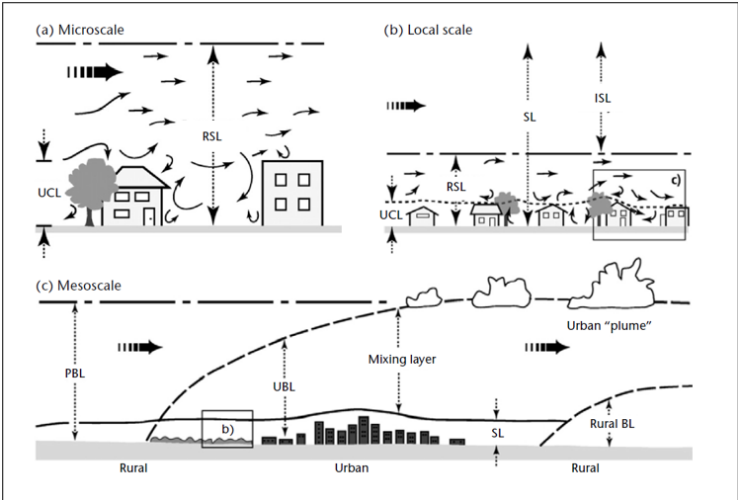 (a) Microscale
RSL
UCL
(b) Local scale
ISL
SL
RSL
c)
UCL
(c) Mesoscale
Urban "plume"
PBL
Mixing layer
UBL
b)
SL
Rural BL
Rural
Urban
Rural